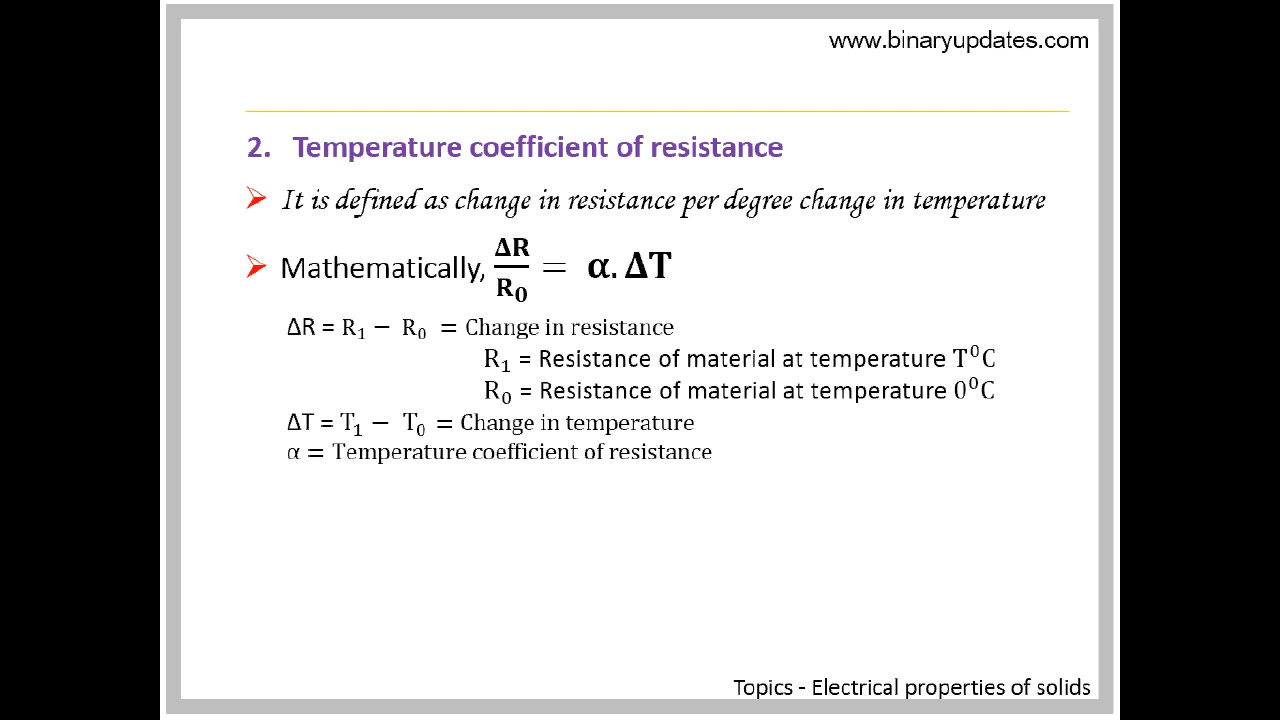 www.binaryupdates.com
2. Temperature coefficient of resistance
➢ It is defined as change in resistance per degree change in temperature
➢ Mathematically, ΔR/R₀ = α. ΔT
ΔR = R₁ − R₀ = Change in resistance
R₁ = Resistance of material at temperature T⁰C
R₀ = Resistance of material at temperature 0⁰C
ΔT = T₁ − T₀ = Change in temperature
α = Temperature coefficient of resistance
Topics - Electrical properties of solids